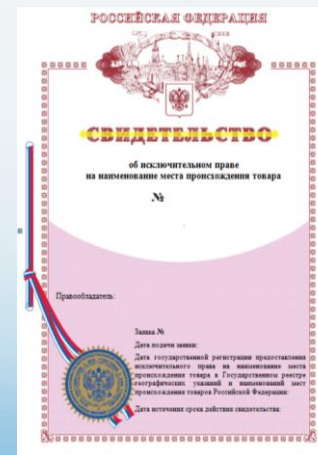 РОССИЙСКАЯ ФЕДЕРАЦИЯ
СВИДЕТЕЛЬСТВО
об исключительном праве
на наименование места происхождения товара
№
Правообладатель:
Заявка №
Дата подачи заявки:
Дата государственной регистрации предоставления
исключительного права на наименование места
происхождения товара в Государственном реестре
географических указаний и наименований мест
происхождения товаров Российской Федерации:
Дата истечения срока действия свидетельства: